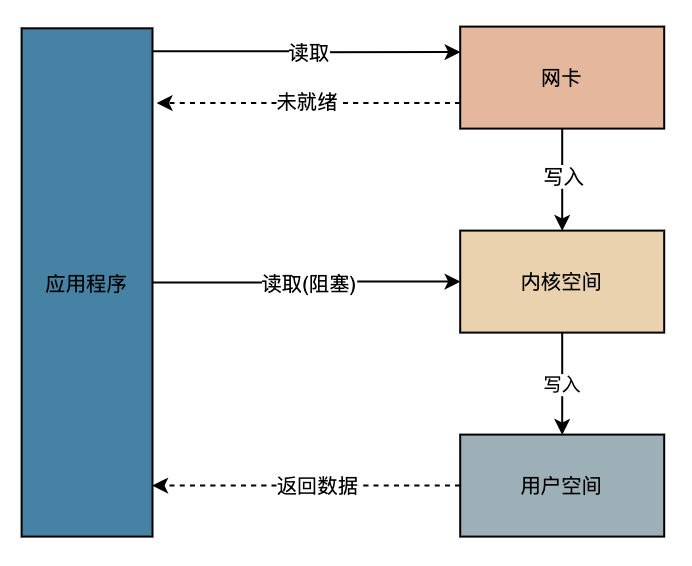 读取
网卡
未就绪
写入
应用程序
读取(阻塞)
内核空间
写入
返回数据
用户空间